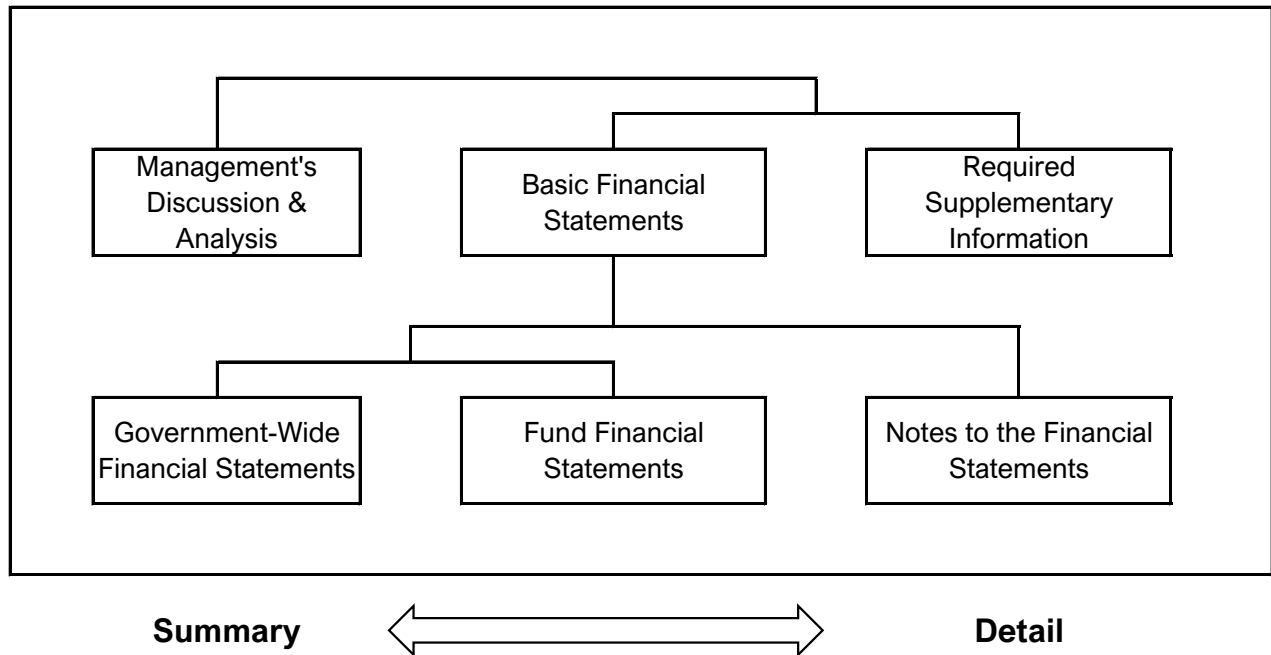 Management's
Discussion &
Analysis
Basic Financial
Statements
Required
Supplementary
Information
Government-Wide
Financial Statements
Fund Financial
Statements
Notes to the Financial
Statements
Summary
Detail